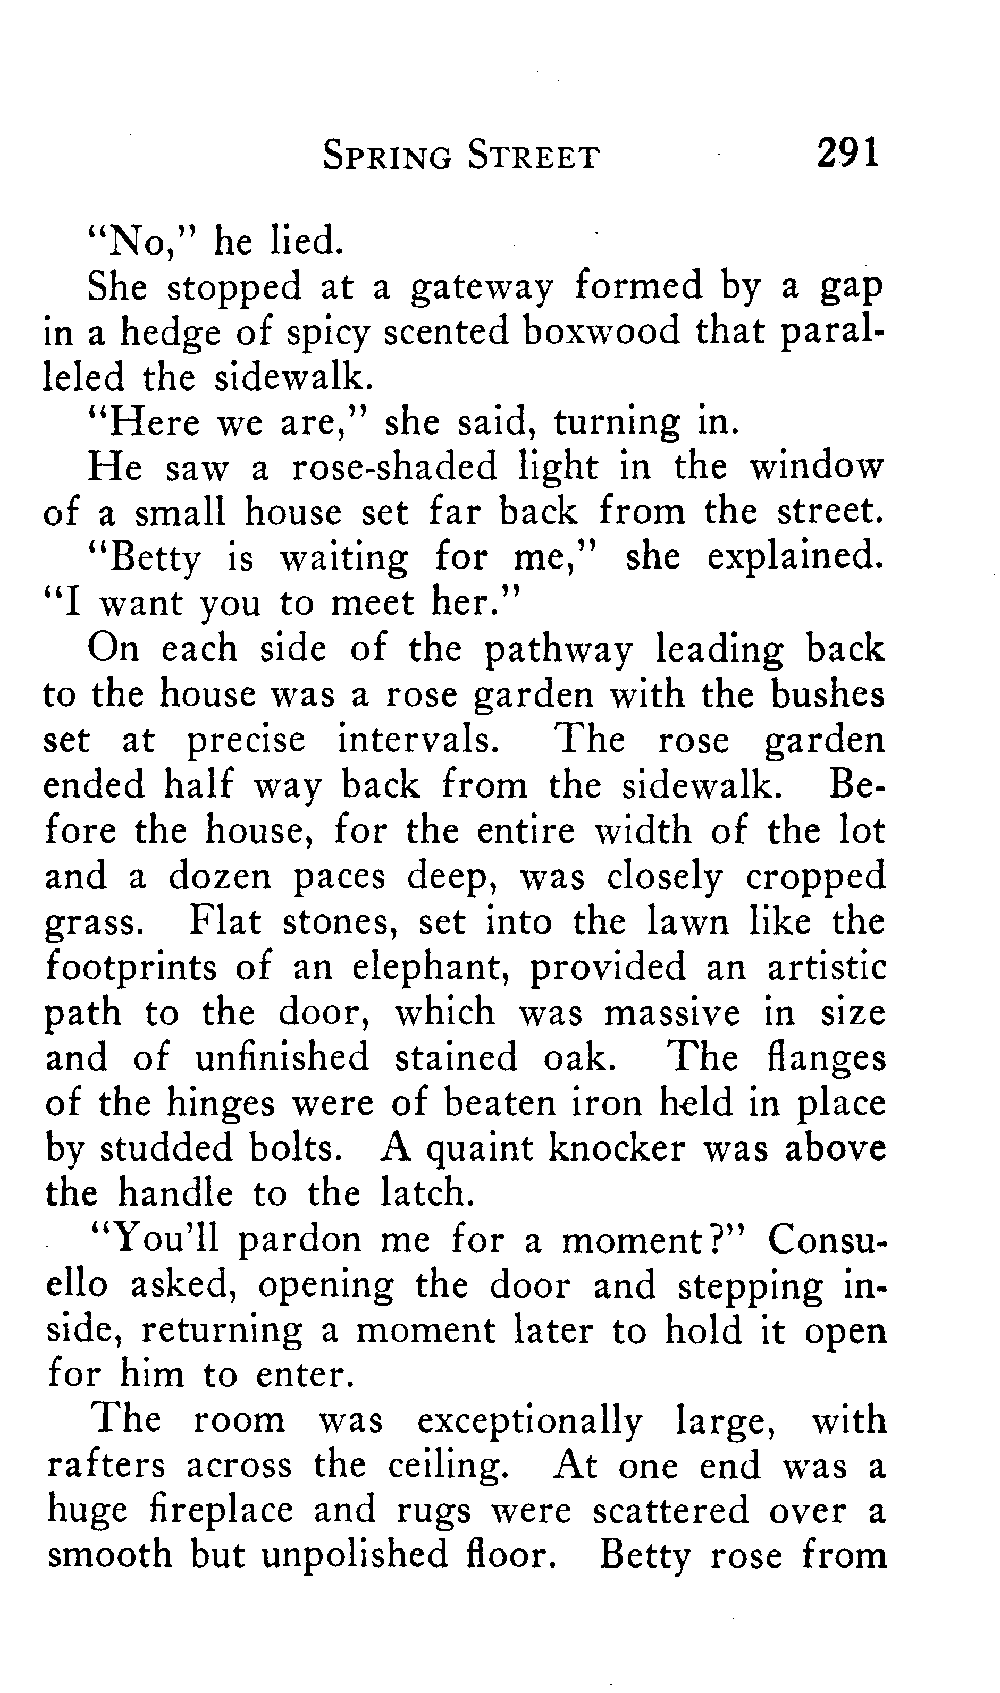 SPRING STREET 291
"No," he lied.
She stopped at a gateway formed by a gap
in a hedge of spicy scented boxwood that paral-
leled the sidewalk.
"Here we are," she said, turning in.
He saw a rose-shaded light in the window
of a small house set far back from the street.
"Betty is waiting for me," she explained.
"I want you to meet her."
On each side of the pathway leading back
to the house was a rose garden with the bushes
set at precise intervals. The rose garden
ended half way back from the sidewalk. Be-
fore the house, for the entire width of the lot
and a dozen paces deep, was closely cropped
grass. Flat stones, set into the lawn like the
footprints of an elephant, provided an artistic
path to the door, which was massive in size
and of unfinished stained oak. The flanges
of the hinges were of beaten iron held in place
by studded bolts. A quaint knocker was above
the handle to the latch.
"You'll pardon me for a moment?" Consu-
ello asked, opening the door and stepping in-
side, returning a moment later to hold it open
for him to enter.
The room was exceptionally large, with
rafters across the ceiling. At one end was a
huge fireplace and rugs were scattered over a
smooth but unpolished floor. Betty rose from